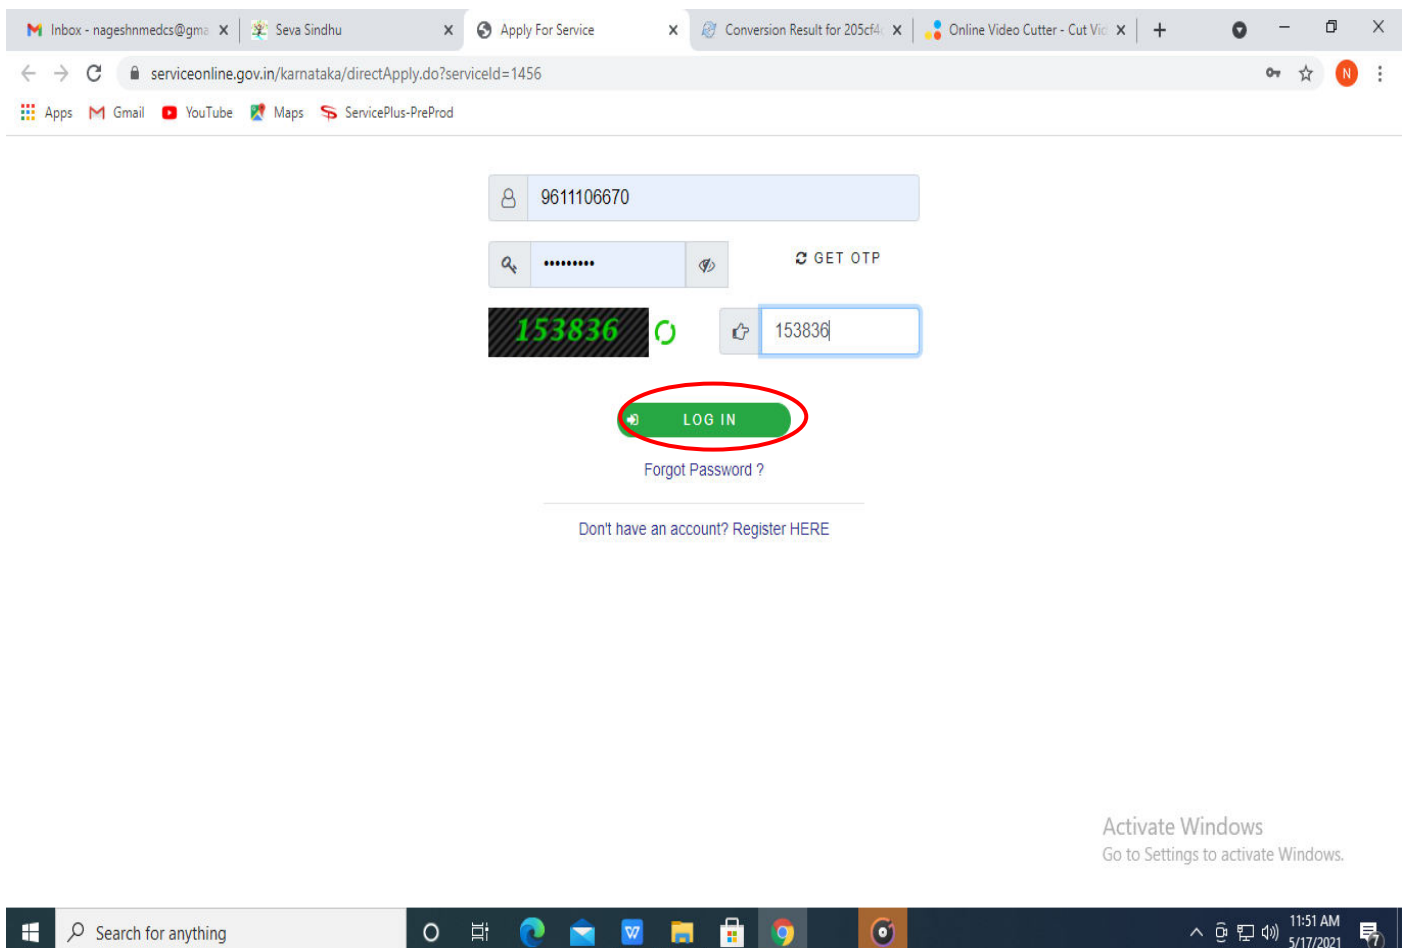 Inbox - nageshnmedcs@gma
Seva Sindhu
Apply For Service
Conversion Result for 205cf4
Online Video Cutter - Cut Vid
serviceonline.gov.in/karnataka/directApply.do?serviceId=1456
N
Apps Gmail YouTube Maps ServicePlus-PreProd
9611106670
GET OTP
153836
153836
LOG IN
Forgot Password ?
Don't have an account? Register HERE
Activate Windows
Go to Settings to activate Windows.
Search for anything
W
11:51 AM
5/17/2021
7